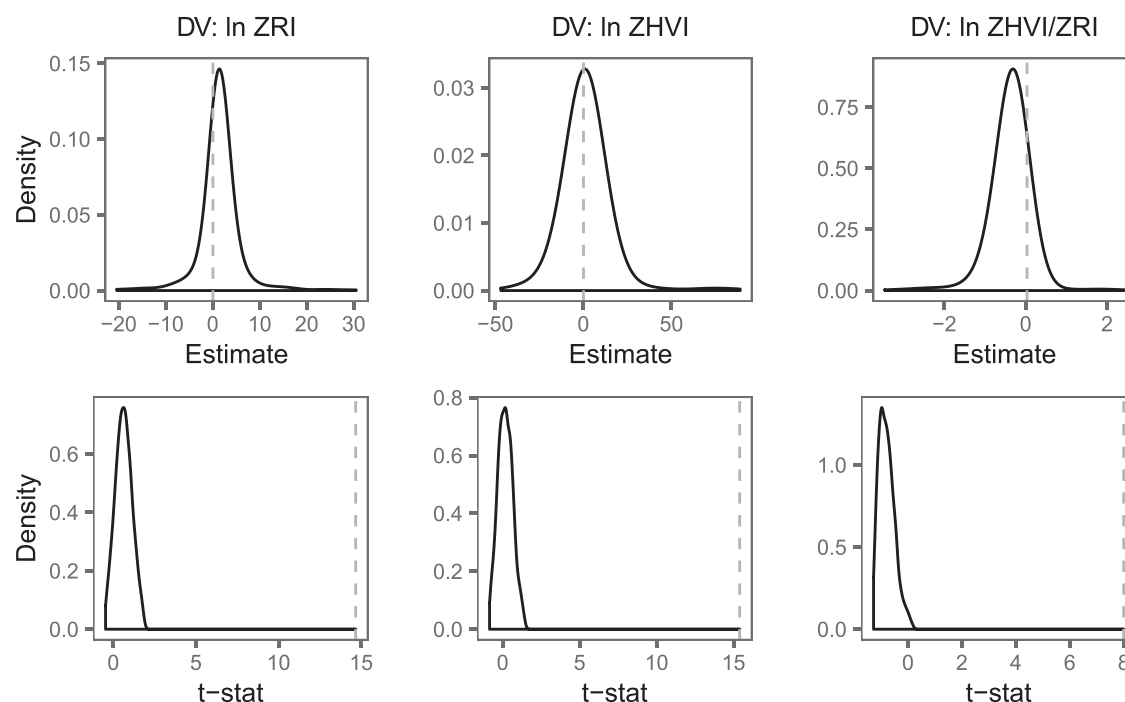 DV: ln ZRI
DV: ln ZHVI
DV: ln ZHVI/ZRI
Density
0.15
0.10
0.05
0.00
−20 −10 0 10 20 30
Estimate
0.03
0.02
0.01
0.00
−50 0 50
Estimate
0.75
0.50
0.25
0.00
−2 0 2
Estimate
Density
0.6
0.4
0.2
0.0
0 5 10 15
t−stat
0.8
0.6
0.4
0.2
0.0
0 5 10 15
t−stat
1.0
0.5
0.0
0 2 4 6 8
t−stat